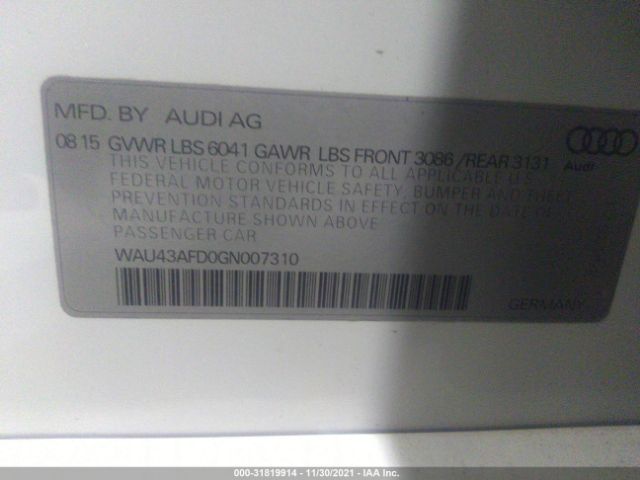 MFD. BY AUDI AG
08 15 GVWR LBS 6041 GAWR LBS FRONT 3086 / REAR 3131
Audi
THIS VEHICLE CONFORMS TO ALL APPLICABLE U.S.
FEDERAL MOTOR VEHICLE SAFETY, BUMPER AND THEFT
PREVENTION STANDARDS IN EFFECT ON THE DATE OF
MANUFACTURE SHOWN ABOVE
PASSENGER CAR
WAU43AFD0GN007310
GERMANY
000-31819914 - 11/30/2021 - IAA Inc.